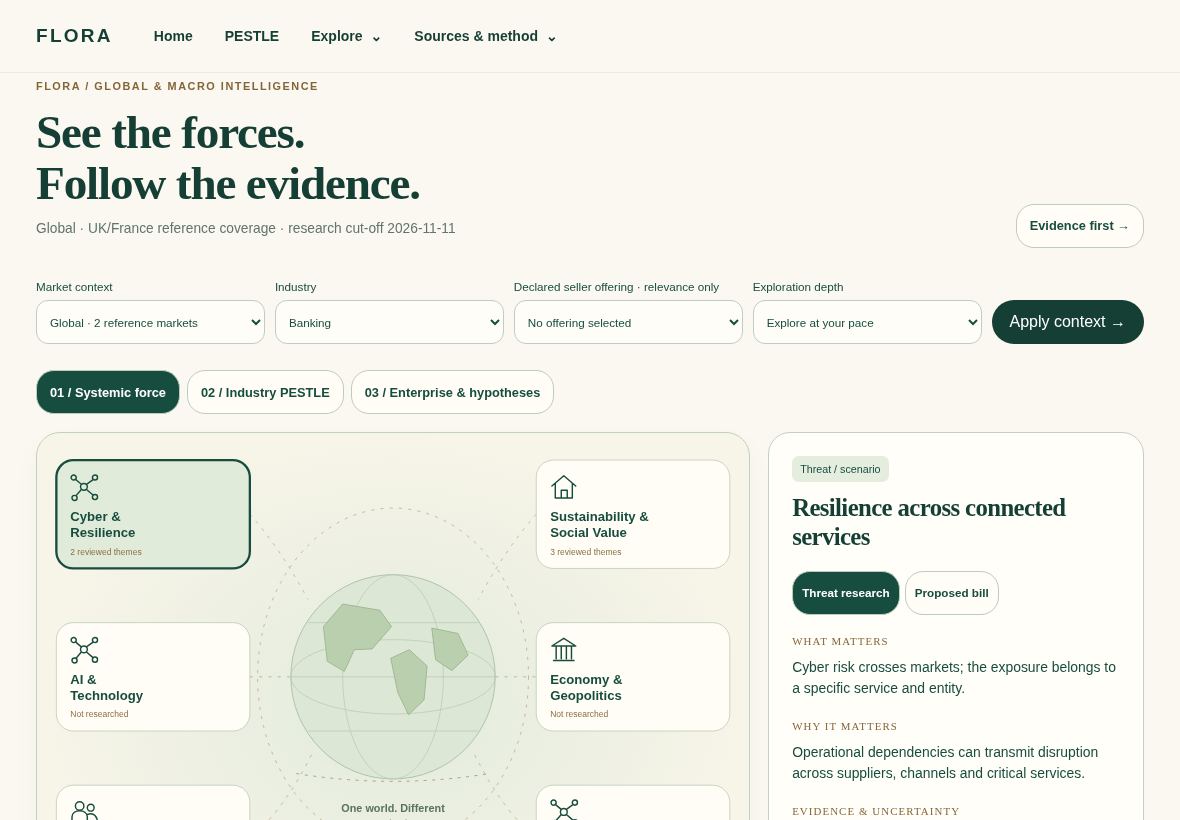 FLORA
Home
PESTLE
Explore
Sources & method
FLORA / GLOBAL & MACRO INTELLIGENCE
See the forces.
Follow the evidence.
Global · UK/France reference coverage · research cut-off 2026-11-11
Evidence first →
Market context
Industry
Declared seller offering · relevance only
Exploration depth
Global · 2 reference markets
Banking
No offering selected
Explore at your pace
Apply context →
01 / Systemic force
02 / Industry PESTLE
03 / Enterprise & hypotheses
Cyber &
Resilience
2 reviewed themes
Sustainability &
Social Value
3 reviewed themes
AI &
Technology
Not researched
Economy &
Geopolitics
Not researched
One world. Different
Threat / scenario
Resilience across connected
services
Threat research
Proposed bill
WHAT MATTERS
Cyber risk crosses markets; the exposure belongs to
a specific service and entity.
WHY IT MATTERS
Operational dependencies can transmit disruption
across suppliers, channels and critical services.
EVIDENCE & UNCERTAINTY